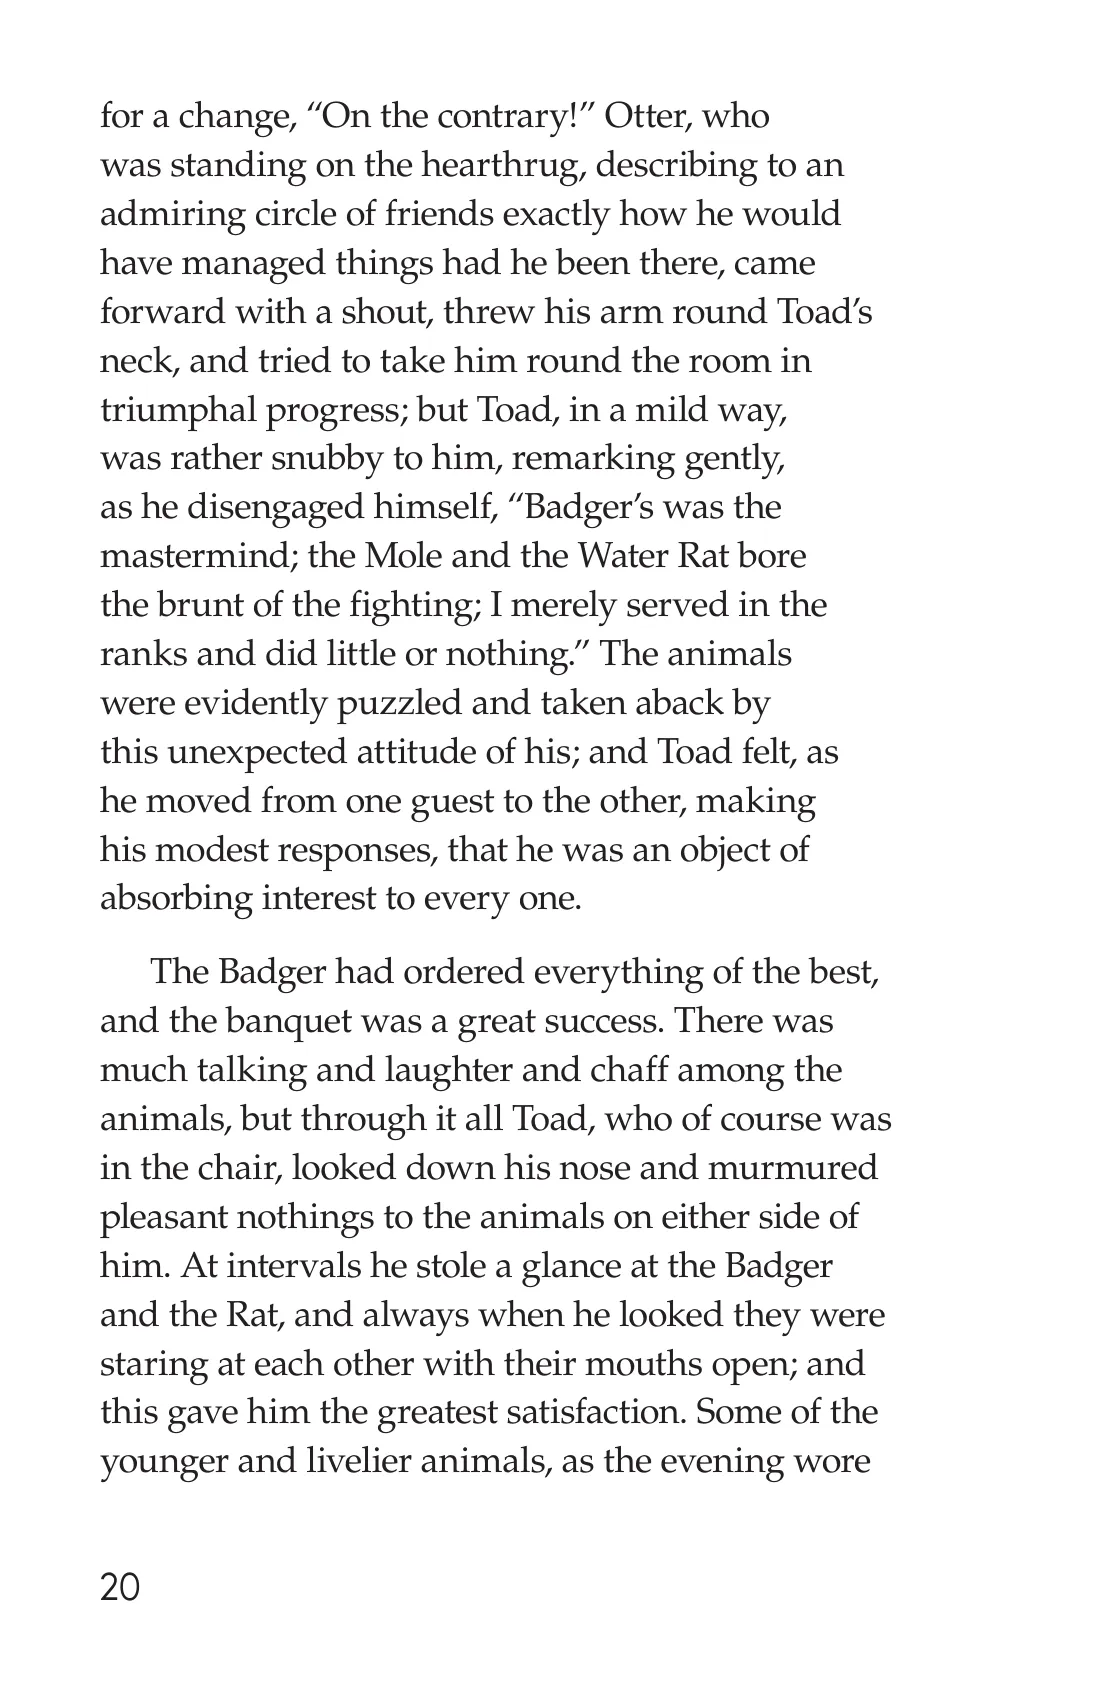 for a change, “On the contrary!” Otter, who
was standing on the hearthrug, describing to an
admiring circle of friends exactly how he would
have managed things had he been there, came
forward with a shout, threw his arm round Toad’s
neck, and tried to take him round the room in
triumphal progress; but Toad, in a mild way,
was rather snubby to him, remarking gently,
as he disengaged himself, “Badger’s was the
mastermind; the Mole and the Water Rat bore
the brunt of the fighting; I merely served in the
ranks and did little or nothing.” The animals
were evidently puzzled and taken aback by
this unexpected attitude of his; and Toad felt, as
he moved from one guest to the other, making
his modest responses, that he was an object of
absorbing interest to every one.
The Badger had ordered everything of the best,
and the banquet was a great success. There was
much talking and laughter and chaff among the
animals, but through it all Toad, who of course was
in the chair, looked down his nose and murmured
pleasant nothings to the animals on either side of
him. At intervals he stole a glance at the Badger
and the Rat, and always when he looked they were
staring at each other with their mouths open; and
this gave him the greatest satisfaction. Some of the
younger and livelier animals, as the evening wore
20